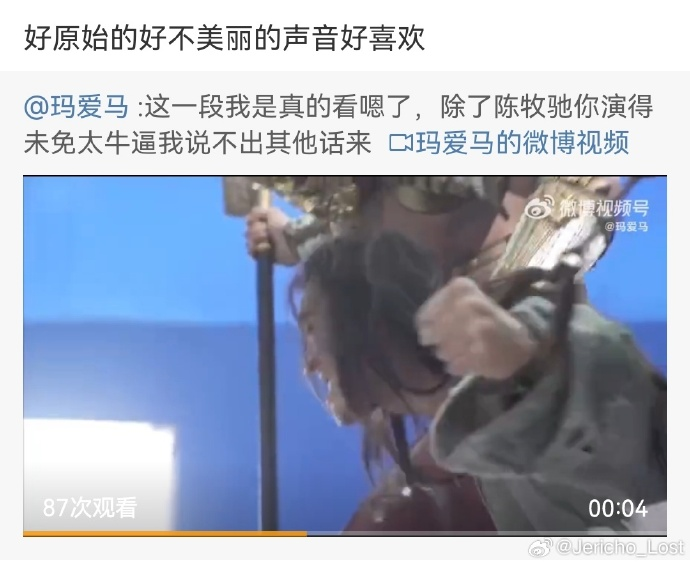 好原始的好不美丽的声音好喜欢
@玛爱马 :这一段我是真的看嗯了，除了陈牧驰你演得
未免太牛逼我说不出其他话来 玛爱马的微博视频
微博视频号
@玛爱马
87次观看
00:04
@Jericho_Lost